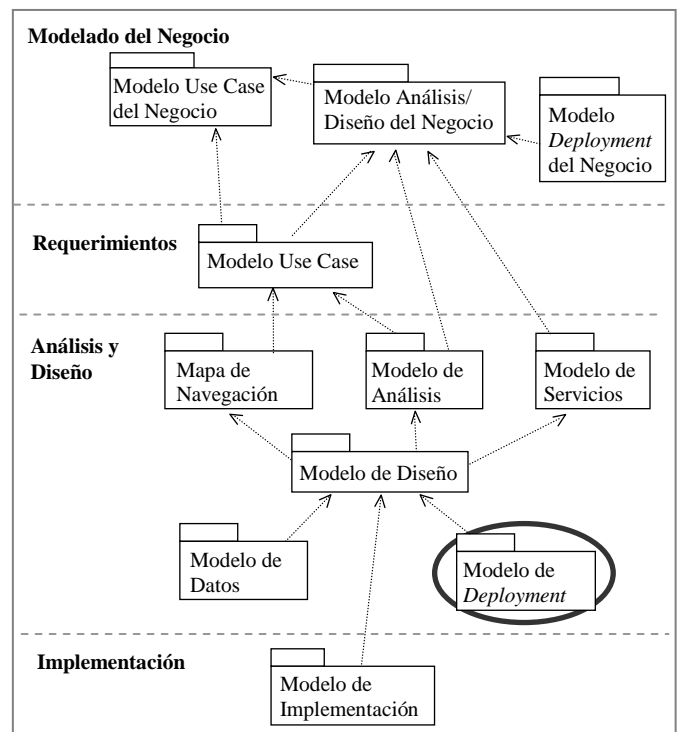 Modelado del Negocio
Modelo Use Case
del Negocio
Modelo Análisis/
Diseño del Negocio
Modelo
Deployment
del Negocio
Requerimientos
Modelo Use Case
Análisis y
Diseño
Mapa de
Navegación
Modelo de
Análisis
Modelo de
Servicios
Modelo de Diseño
Modelo de
Datos
Modelo de
Deployment
Implementación
Modelo de
Implementación